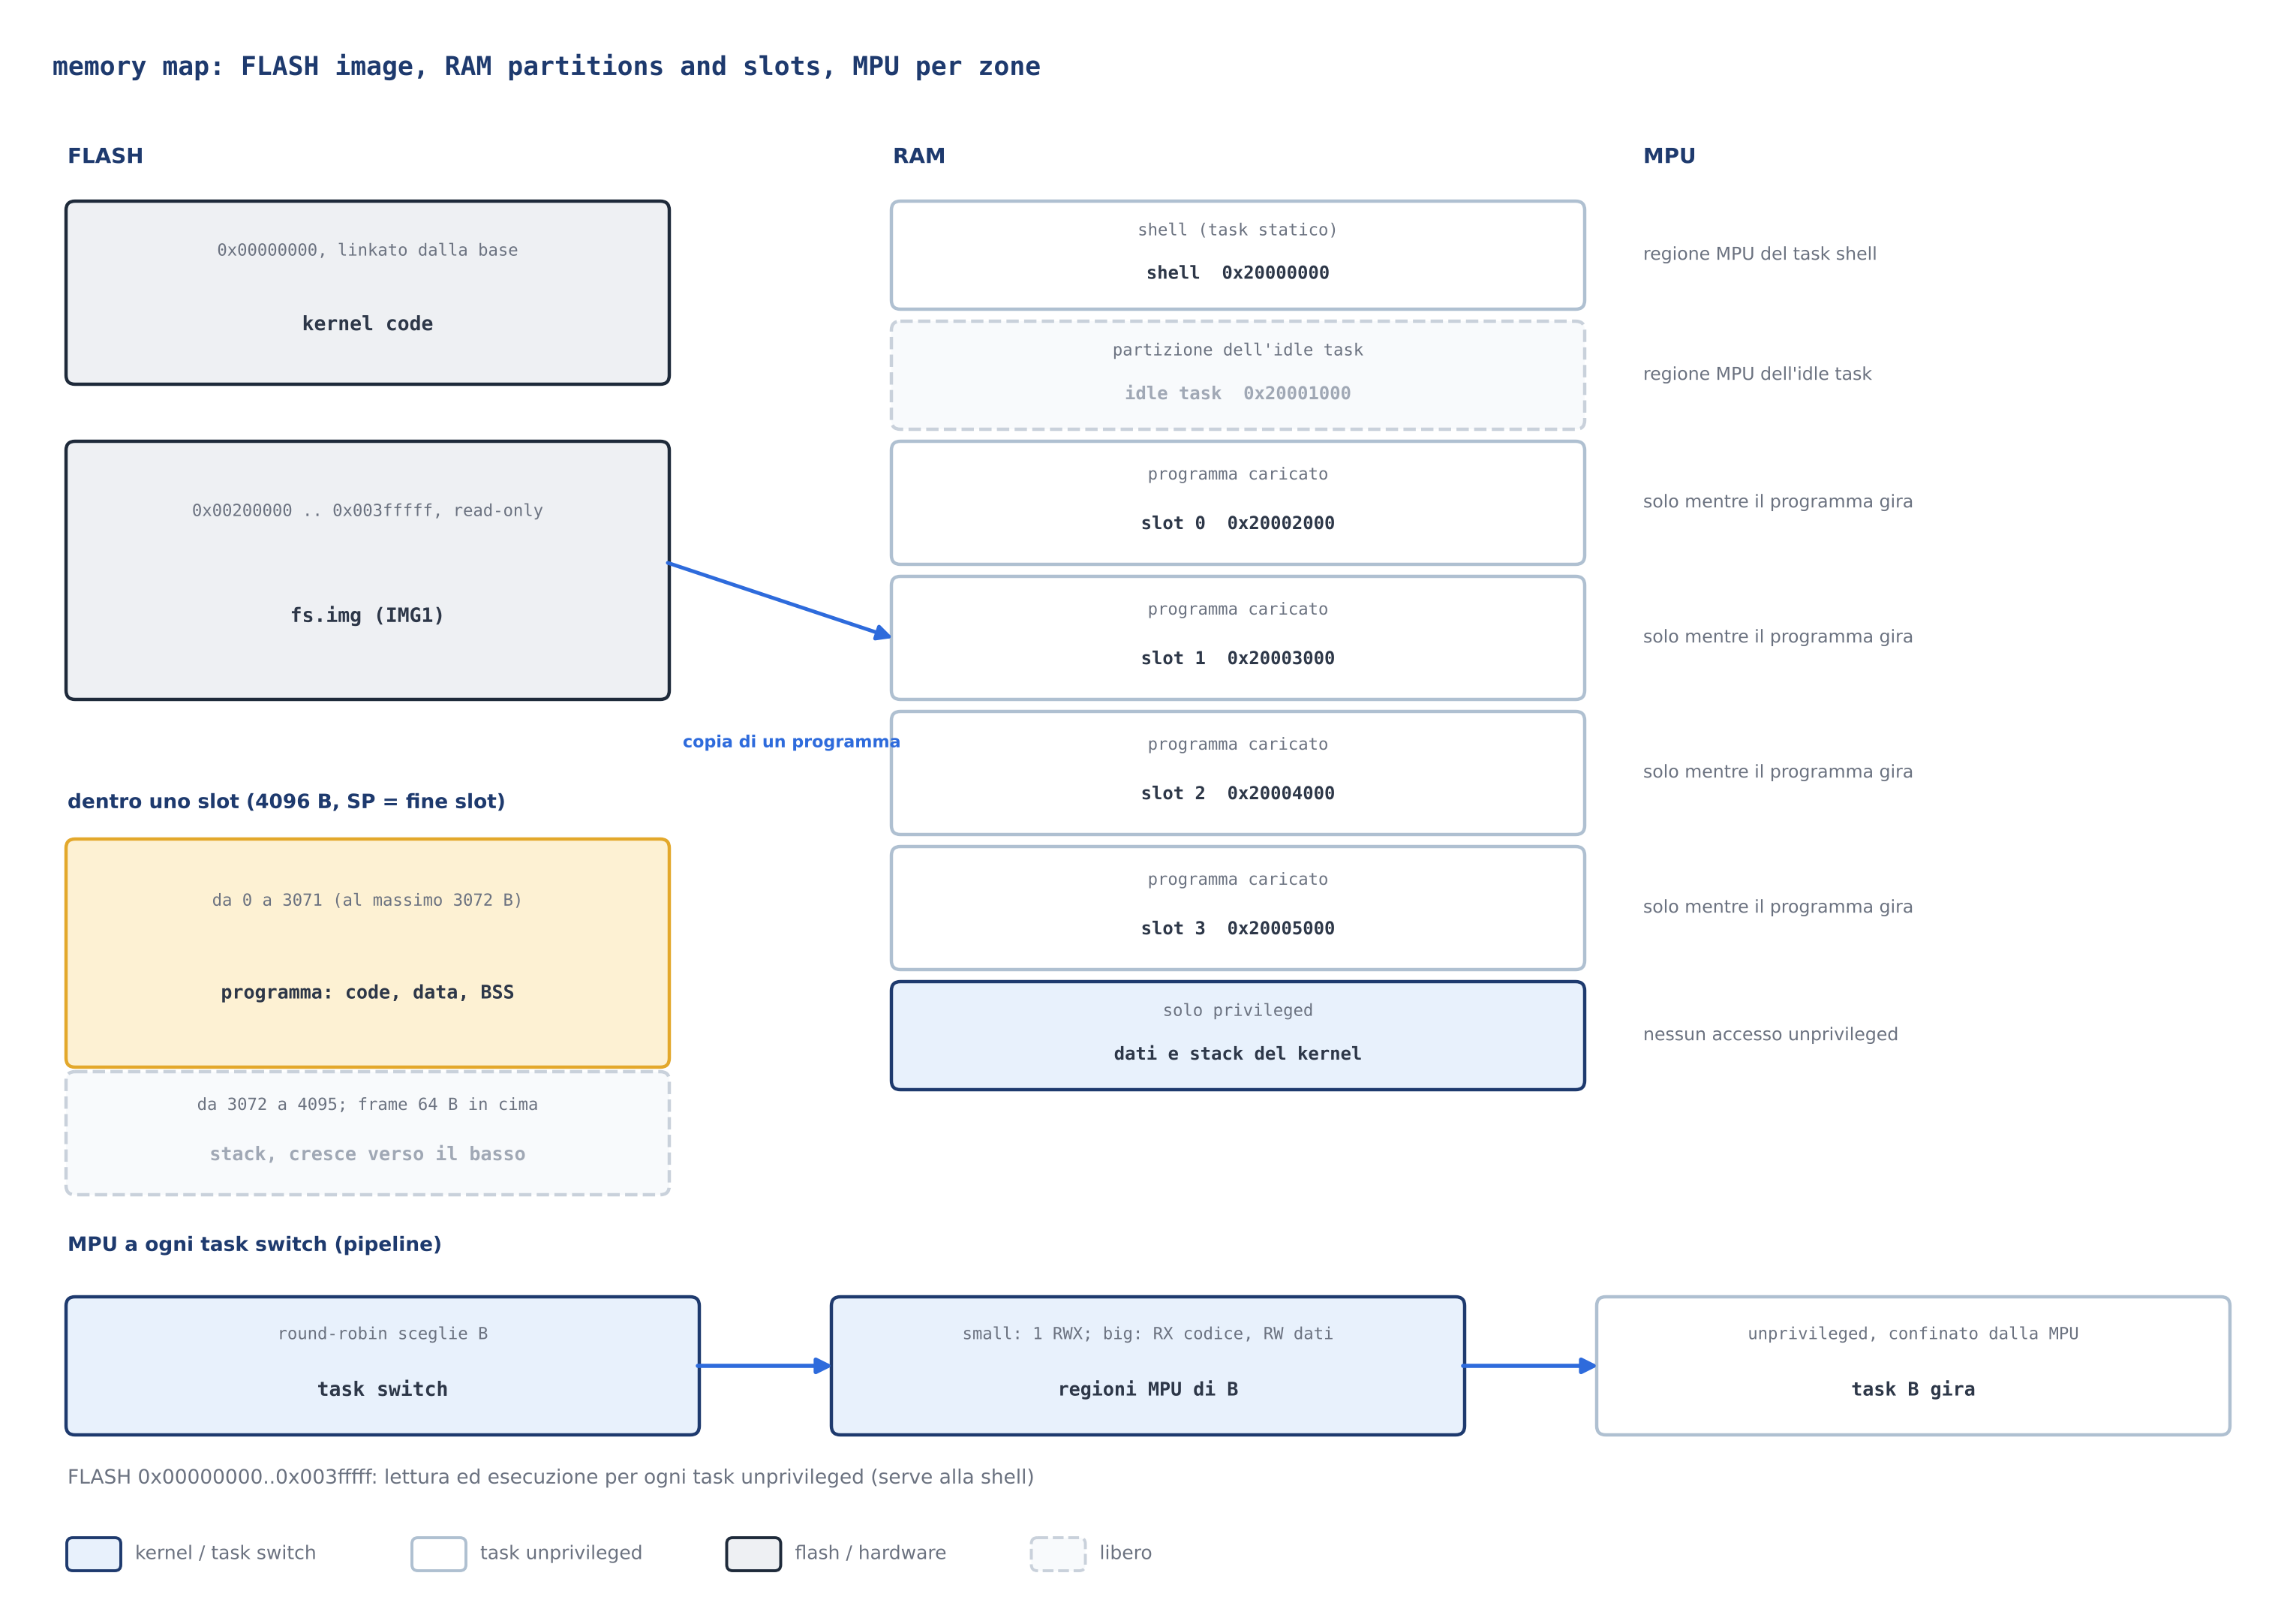 memory map: FLASH image, RAM partitions and slots, MPU per zone
FLASH
RAM
MPU
0x00000000, linkato dalla base
kernel code
0x00200000 .. 0x003fffff, read-only
fs.img (IMG1)
copia di un programma
shell (task statico)
shell  0x20000000
regione MPU del task shell
partizione dell'idle task
idle task  0x20001000
regione MPU dell'idle task
programma caricato
slot 0  0x20002000
solo mentre il programma gira
programma caricato
slot 1  0x20003000
solo mentre il programma gira
programma caricato
slot 2  0x20004000
solo mentre il programma gira
programma caricato
slot 3  0x20005000
solo mentre il programma gira
solo privileged
dati e stack del kernel
nessun accesso unprivileged
dentro uno slot (4096 B, SP = fine slot)
da 0 a 3071 (al massimo 3072 B)
programma: code, data, BSS
da 3072 a 4095; frame 64 B in cima
stack, cresce verso il basso
MPU a ogni task switch (pipeline)
round-robin sceglie B
task switch
small: 1 RWX; big: RX codice, RW dati
regioni MPU di B
unprivileged, confinato dalla MPU
task B gira
FLASH 0x00000000..0x003fffff: lettura ed esecuzione per ogni task unprivileged (serve alla shell)
kernel / task switch
task unprivileged
flash / hardware
libero